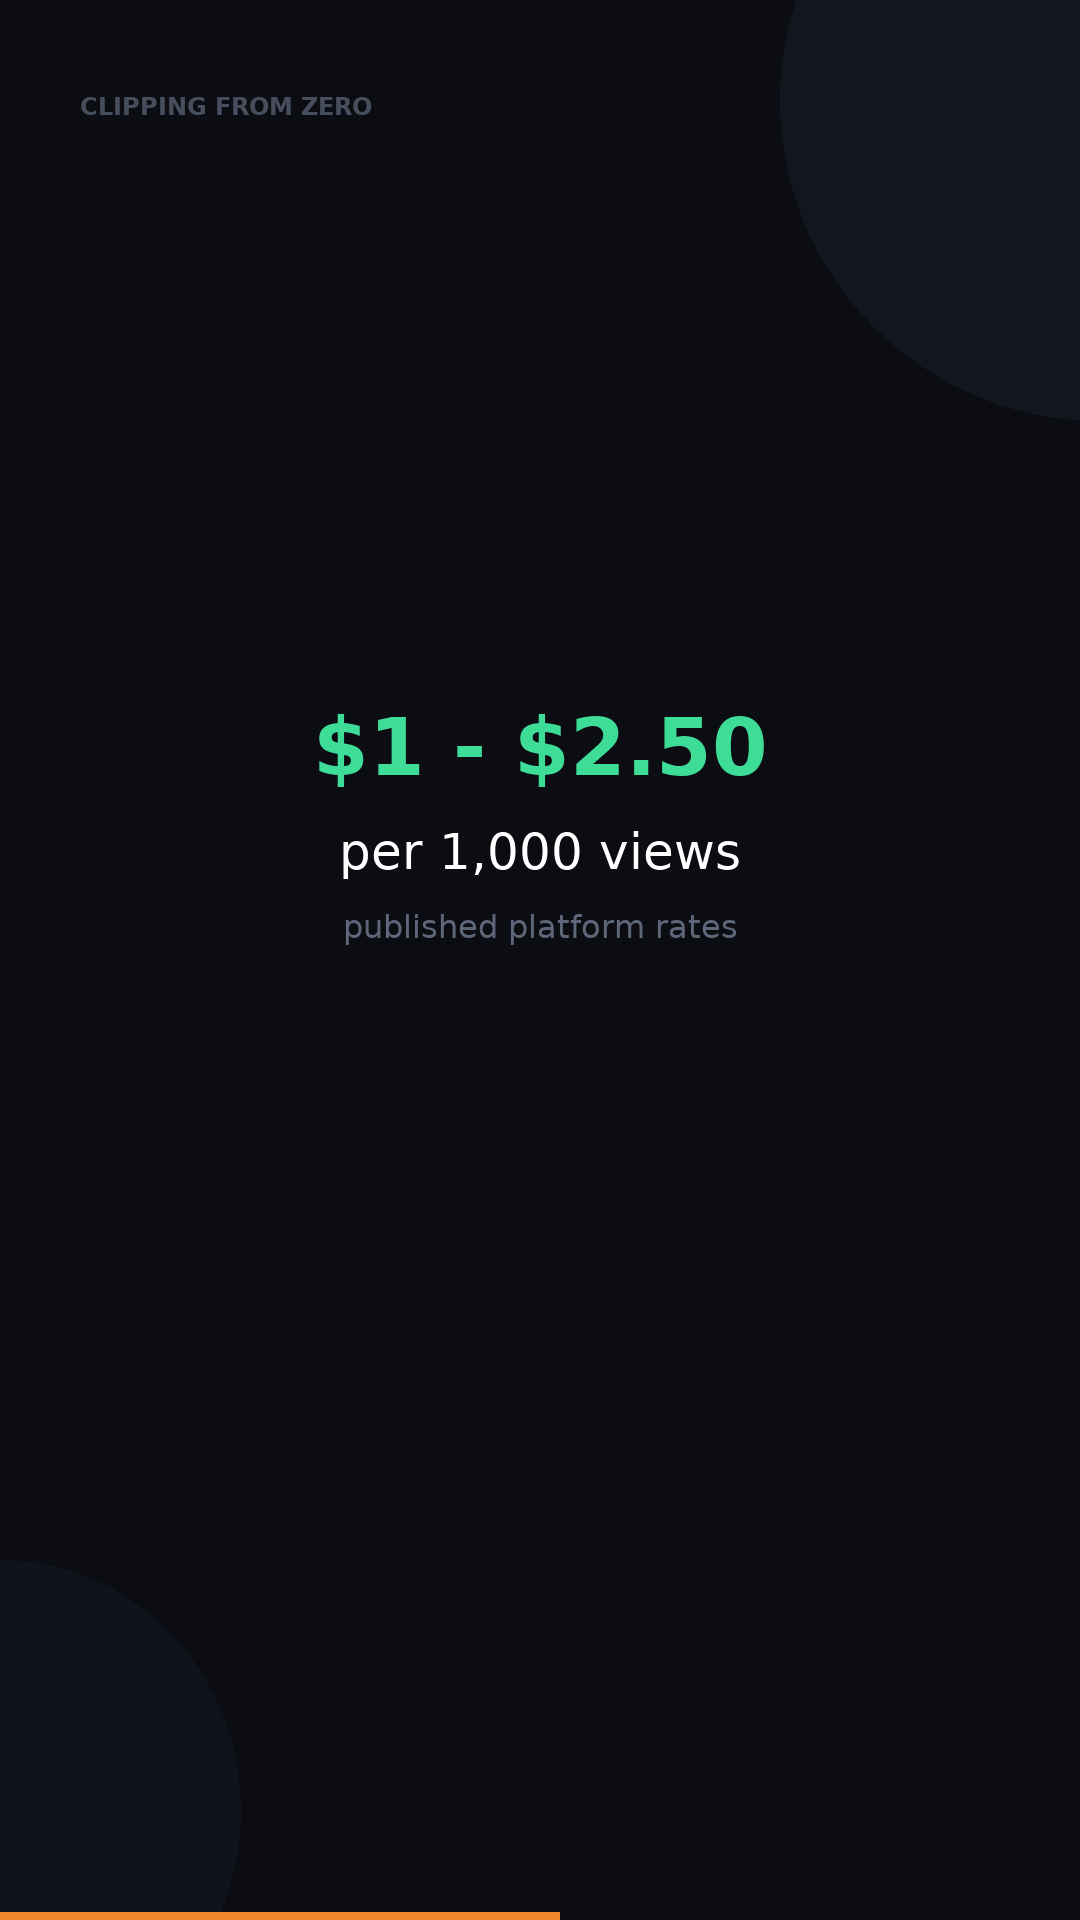 CLIPPING FROM ZERO
$1 - $2.50
per 1,000 views
published platform rates